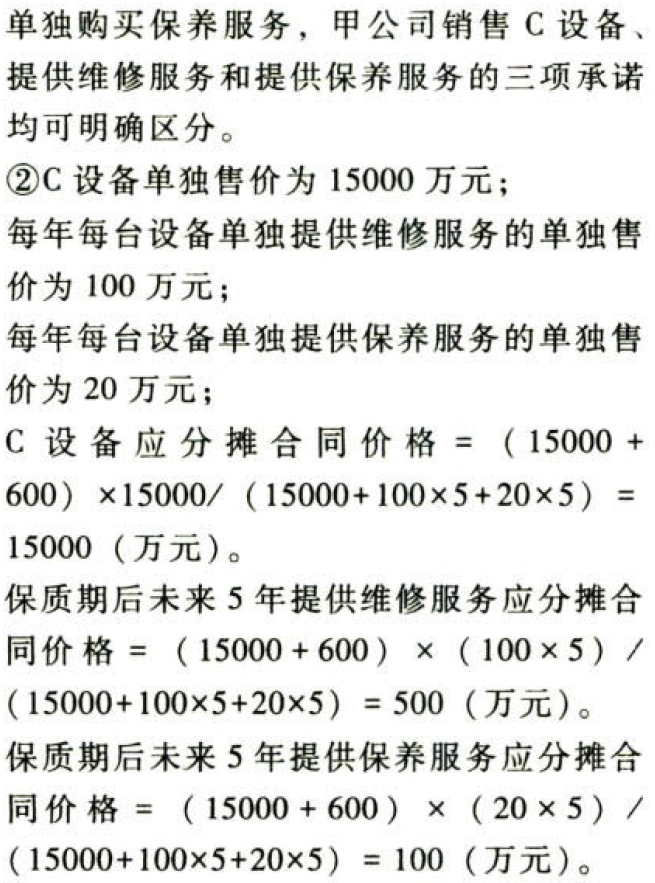 单独购买保养服务，甲公司销售 C 设备、
提供维修服务和提供保养服务的三项承诺
均可明确区分。
②C 设备单独售价为 15000 万元；
每年每台设备单独提供维修服务的单独售
价为 100 万元；
每年每台设备单独提供保养服务的单独售
价为 20 万元；
C 设备应分摊合同价格 = （15000 +
600）×15000/（15000+100×5+20×5）=
15000（万元）。
保质期后未来 5 年提供维修服务应分摊合
同价格 = （15000 + 600）×（100 × 5）/
（15000+100×5+20×5）= 500（万元）。
保质期后未来 5 年提供保养服务应分摊合
同价格 = （15000 + 600）×（20 × 5）/
（15000+100×5+20×5）= 100（万元）。